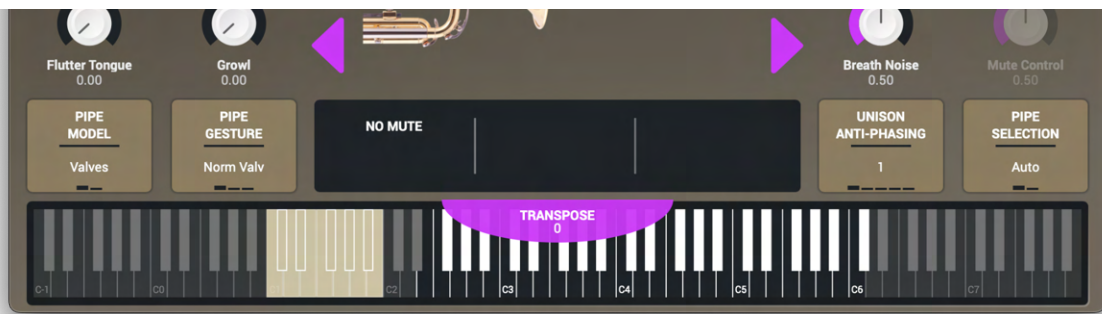 Flutter Tongue
0.00
Growl
0.00
Breath Noise
0.50
Mute Control
0.50
PIPE
MODEL
Valves
PIPE
GESTURE
Norm Valv
NO MUTE
UNISON
ANTI-PHASING
1
PIPE
SELECTION
Auto
TRANSPOSE
0
C-1
C0
C2
C3
C4
C5
C6
C7